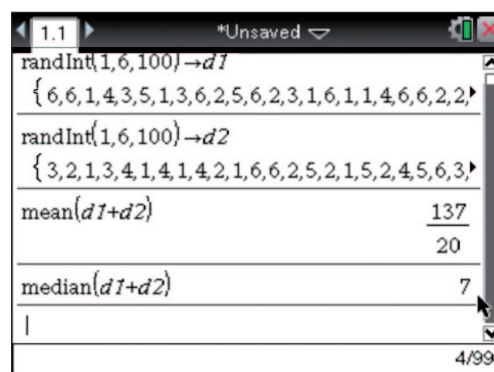 1.1 *Unsaved
randInt(1,6,100)→d1
{6,6,1,4,3,5,1,3,6,2,5,6,2,3,1,6,1,1,4,6,6,2,2,
randInt(1,6,100)→d2
{3,2,1,3,4,1,4,1,4,2,1,6,6,2,5,2,1,5,2,4,5,6,3,
mean(d1+d2)
137
20
median(d1+d2) 7
4/99